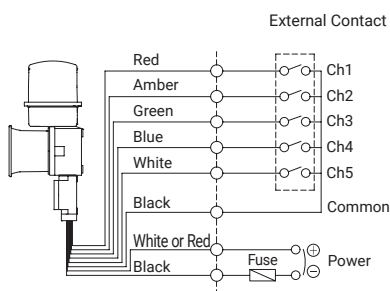 External Contact
Red
Ch1
Amber
Ch2
Green
Ch3
Blue
Ch4
White
Ch5
Black
Common
White or Red
Fuse
+
Power
Black
−